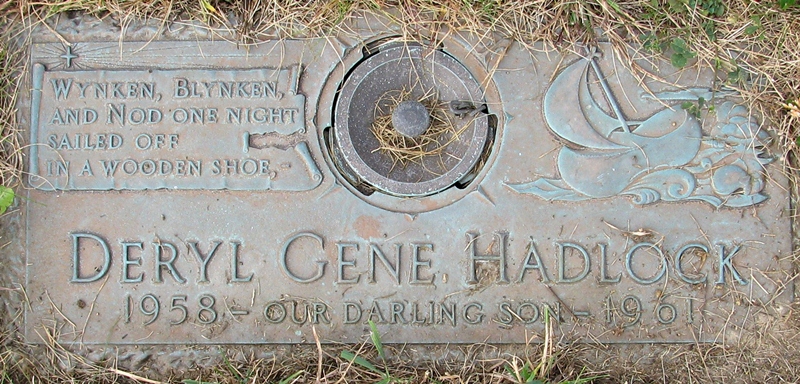 WYNKEN, BLYNKEN,
AND NOD ONE NIGHT
SAILED OFF
IN A WOODEN SHOE,-
DERYL GENE HADLOCK
1958 - OUR DARLING SON - 1961